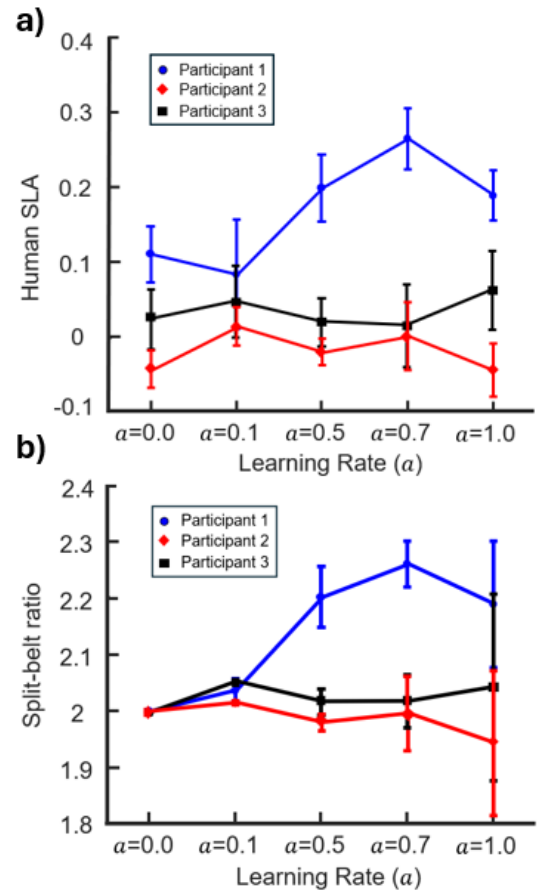 a)
0.4
0.3
0.2
0.1
0
-0.1
Human SLA
Participant 1
Participant 2
Participant 3
a=0.0 a=0.1 a=0.5 a=0.7 a=1.0
Learning Rate (a)
b)
2.4
2.3
2.2
2.1
2
1.9
1.8
Split-belt ratio
Participant 1
Participant 2
Participant 3
a=0.0 a=0.1 a=0.5 a=0.7 a=1.0
Learning Rate (a)